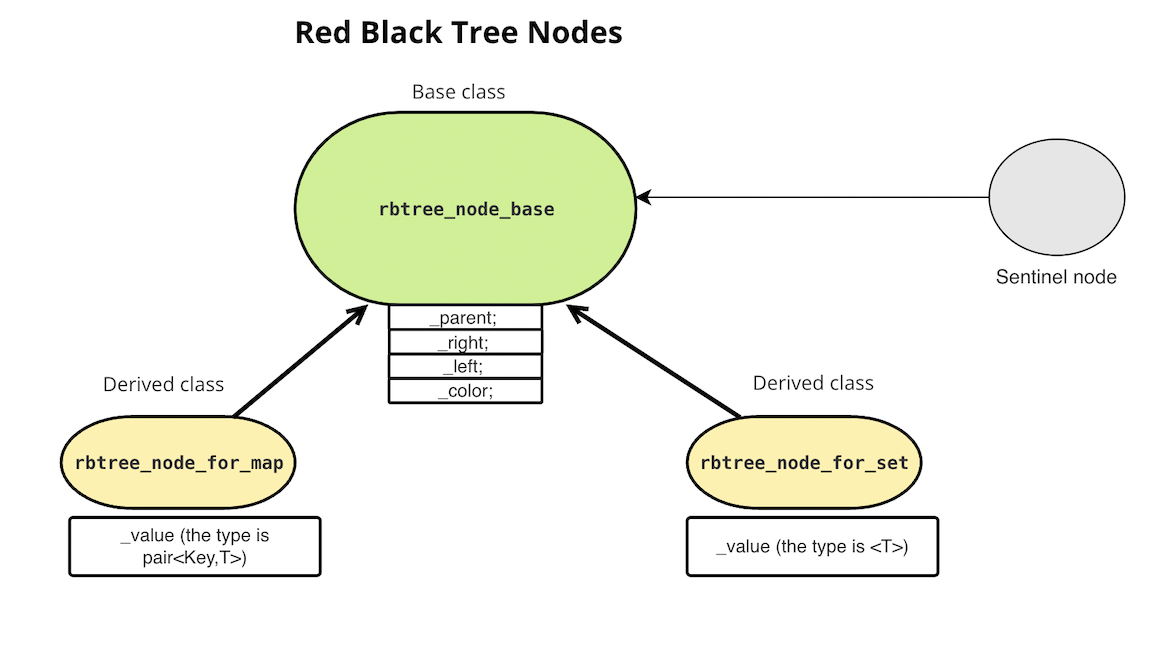 Red Black Tree Nodes
Base class
rbtree_node_base
Sentinel node
_parent;
_right;
_left;
_color;
Derived class
Derived class
rbtree_node_for_map
rbtree_node_for_set
_value (the type is
pair<Key,T>)
_value (the type is <T>)